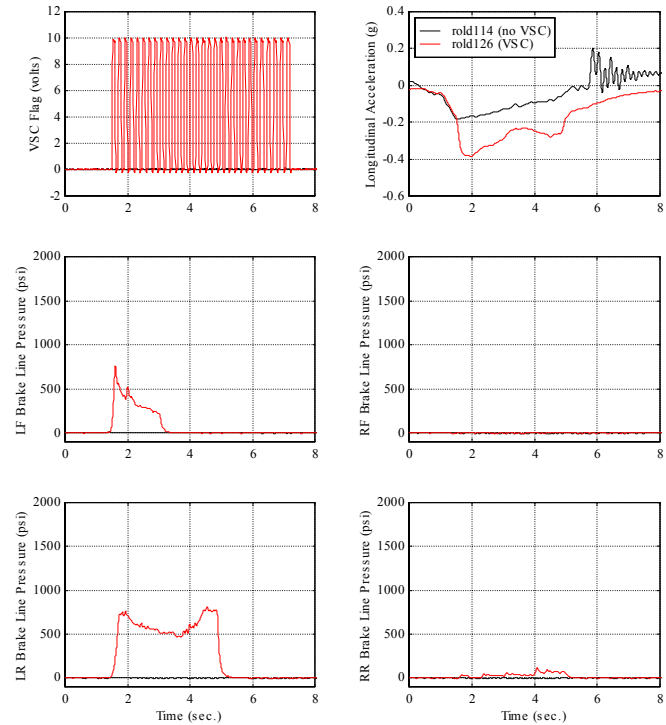 VSC Flag (volts)
12
10
8
6
4
2
0
-2
0 2 4 6 8
Longitudinal Acceleration (g)
rold114 (no VSC)
rold126 (VSC)
0.4
0.2
0
-0.2
-0.4
-0.6
0 2 4 6 8
LF Brake Line Pressure (psi)
2000
1500
1000
500
0
0 2 4 6 8
RF Brake Line Pressure (psi)
2000
1500
1000
500
0
0 2 4 6 8
LR Brake Line Pressure (psi)
2000
1500
1000
500
0
0 2 4 6 8
Time (sec.)
RR Brake Line Pressure (psi)
2000
1500
1000
500
0
0 2 4 6 8
Time (sec.)